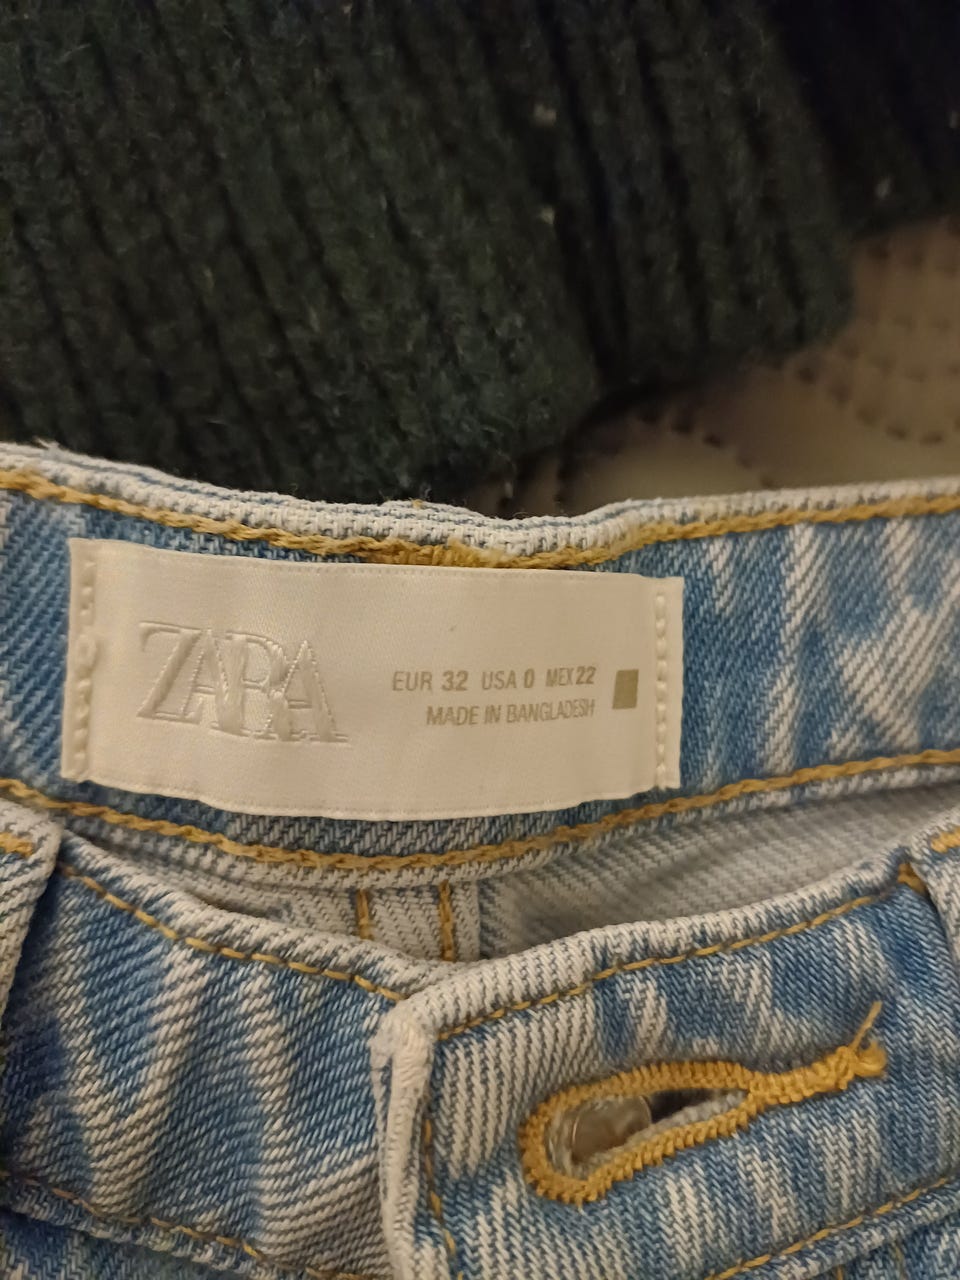 ZARA
EUR 32 USA 0 MEX 22
MADE IN BANGLADESH